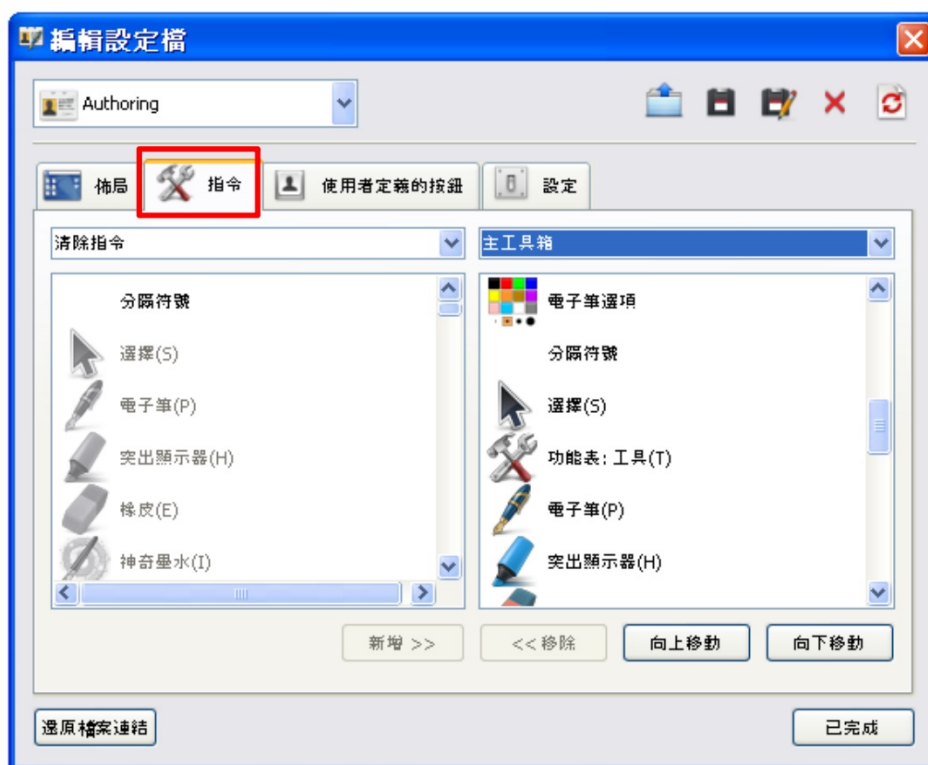 編輯設定檔
Authoring
佈局 指令 使用者定義的按鈕 設定
清除指令
分隔符號
選擇(S)
電子筆(P)
突出顯示器(H)
橡皮(E)
神奇墨水(I)
主工具箱
電子筆選項
分隔符號
選擇(S)
功能表: 工具(T)
電子筆(P)
突出顯示器(H)
新增 >> << 移除 向上移動 向下移動
還原檔案連結 已完成